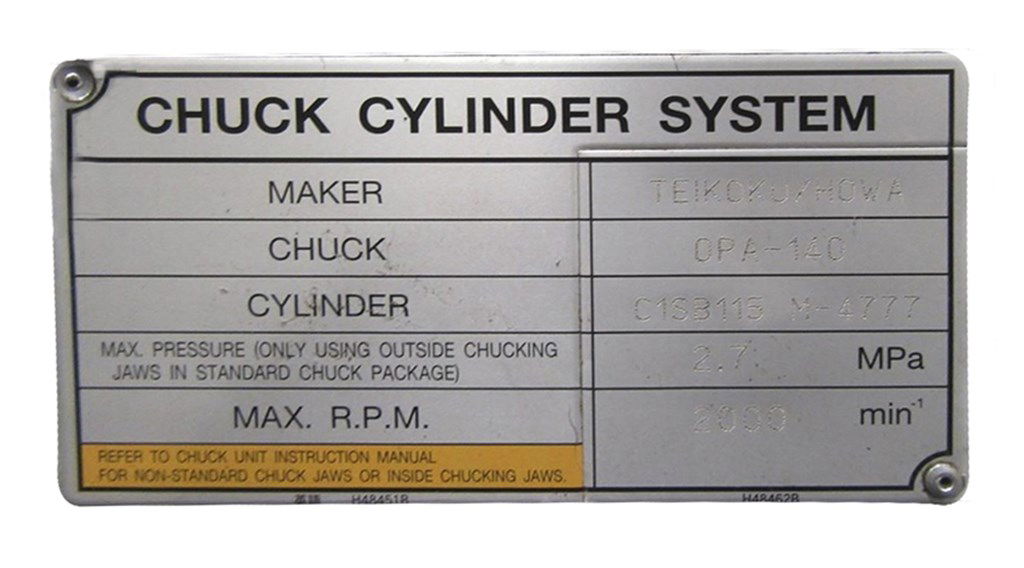 CHUCK CYLINDER SYSTEM
MAKER TEIKOKU/HOWA
CHUCK OPA-140
CYLINDER C1SB115 M-4777
MAX. PRESSURE (ONLY USING OUTSIDE CHUCKING
JAWS IN STANDARD CHUCK PACKAGE) 2.7 MPa
MAX. R.P.M. 2000 min⁻¹
REFER TO CHUCK UNIT INSTRUCTION MANUAL
FOR NON-STANDARD CHUCK JAWS OR INSIDE CHUCKING JAWS.
英語 H48451B H48462B